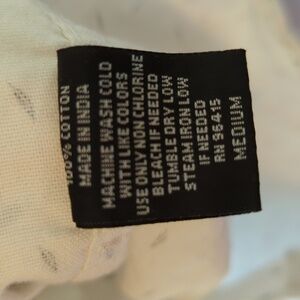 100% COTTON
MADE IN INDIA
MACHINE WASH COLD
WITH LIKE COLORS
USE ONLY NON CHLORINE
BLEACH IF NEEDED
TUMBLE DRY LOW
STEAM IRON LOW
IF NEEDED
RN 96415
MEDIUM